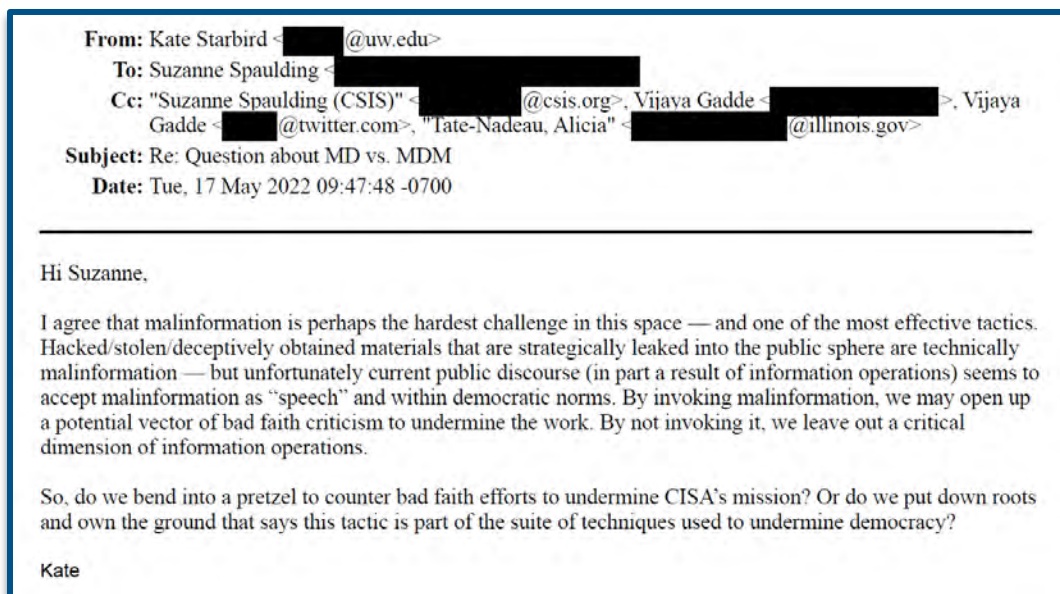 From: Kate Starbird < @uw.edu>
To: Suzanne Spaulding <
Cc: "Suzanne Spaulding (CSIS)" < @csis.org>, Vijaya Gadde < >, Vijaya
Gadde < @twitter.com>, "Tate-Nadeau, Alicia" < @illinois.gov>
Subject: Re: Question about MD vs. MDM
Date: Tue, 17 May 2022 09:47:48 -0700
Hi Suzanne,
I agree that malinformation is perhaps the hardest challenge in this space — and one of the most effective tactics.
Hacked/stolen/deceptively obtained materials that are strategically leaked into the public sphere are technically
malinformation — but unfortunately current public discourse (in part a result of information operations) seems to
accept malinformation as “speech” and within democratic norms. By invoking malinformation, we may open up
a potential vector of bad faith criticism to undermine the work. By not invoking it, we leave out a critical
dimension of information operations.
So, do we bend into a pretzel to counter bad faith efforts to undermine CISA’s mission? Or do we put down roots
and own the ground that says this tactic is part of the suite of techniques used to undermine democracy?
Kate